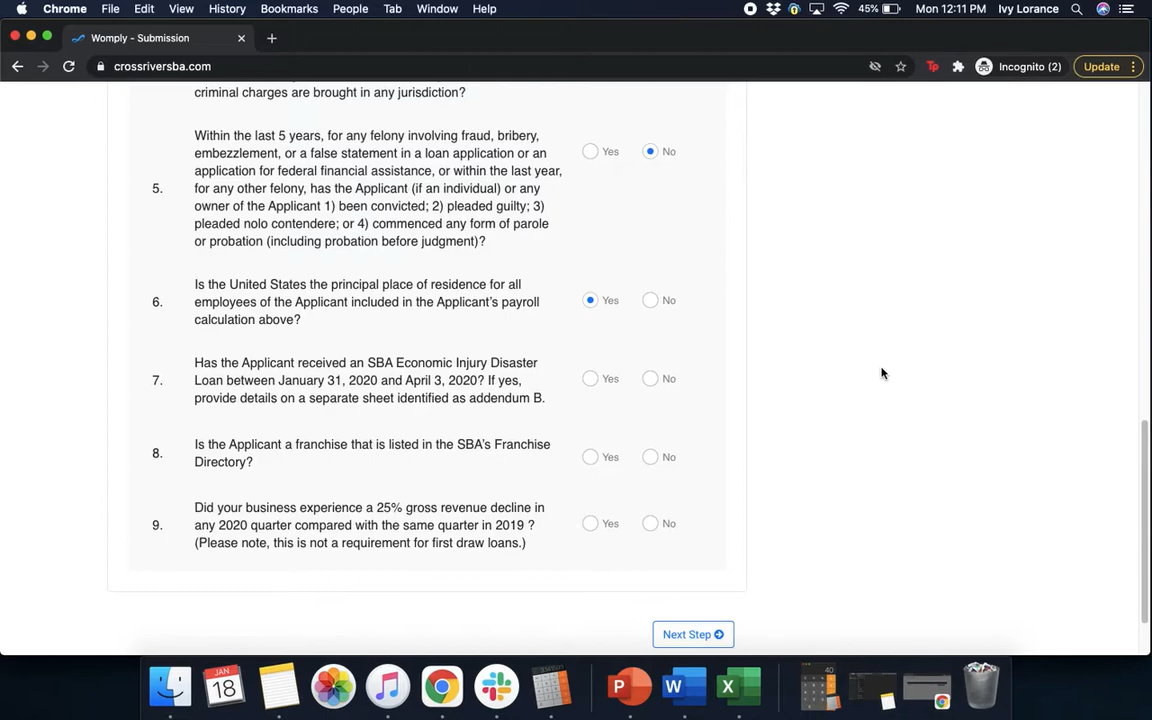 Chrome File Edit View History Bookmarks People Tab Window Help 45% Mon 12:11 PM Ivy Lorance
Womply - Submission
crossriversba.com Incognito (2) Update
criminal charges are brought in any jurisdiction?
Within the last 5 years, for any felony involving fraud, bribery,
embezzlement, or a false statement in a loan application or an Yes No
application for federal financial assistance, or within the last year,
5. for any other felony, has the Applicant (if an individual) or any
owner of the Applicant 1) been convicted; 2) pleaded guilty; 3)
pleaded nolo contendere; or 4) commenced any form of parole
or probation (including probation before judgment)?
Is the United States the principal place of residence for all
6. employees of the Applicant included in the Applicant's payroll Yes No
calculation above?
Has the Applicant received an SBA Economic Injury Disaster
7. Loan between January 31, 2020 and April 3, 2020? If yes, Yes No
provide details on a separate sheet identified as addendum B.
8. Is the Applicant a franchise that is listed in the SBA's Franchise Yes No
Directory?
Did your business experience a 25% gross revenue decline in
9. any 2020 quarter compared with the same quarter in 2019 ? Yes No
(Please note, this is not a requirement for first draw loans.)
Next Step
JAN
18
P W X
40